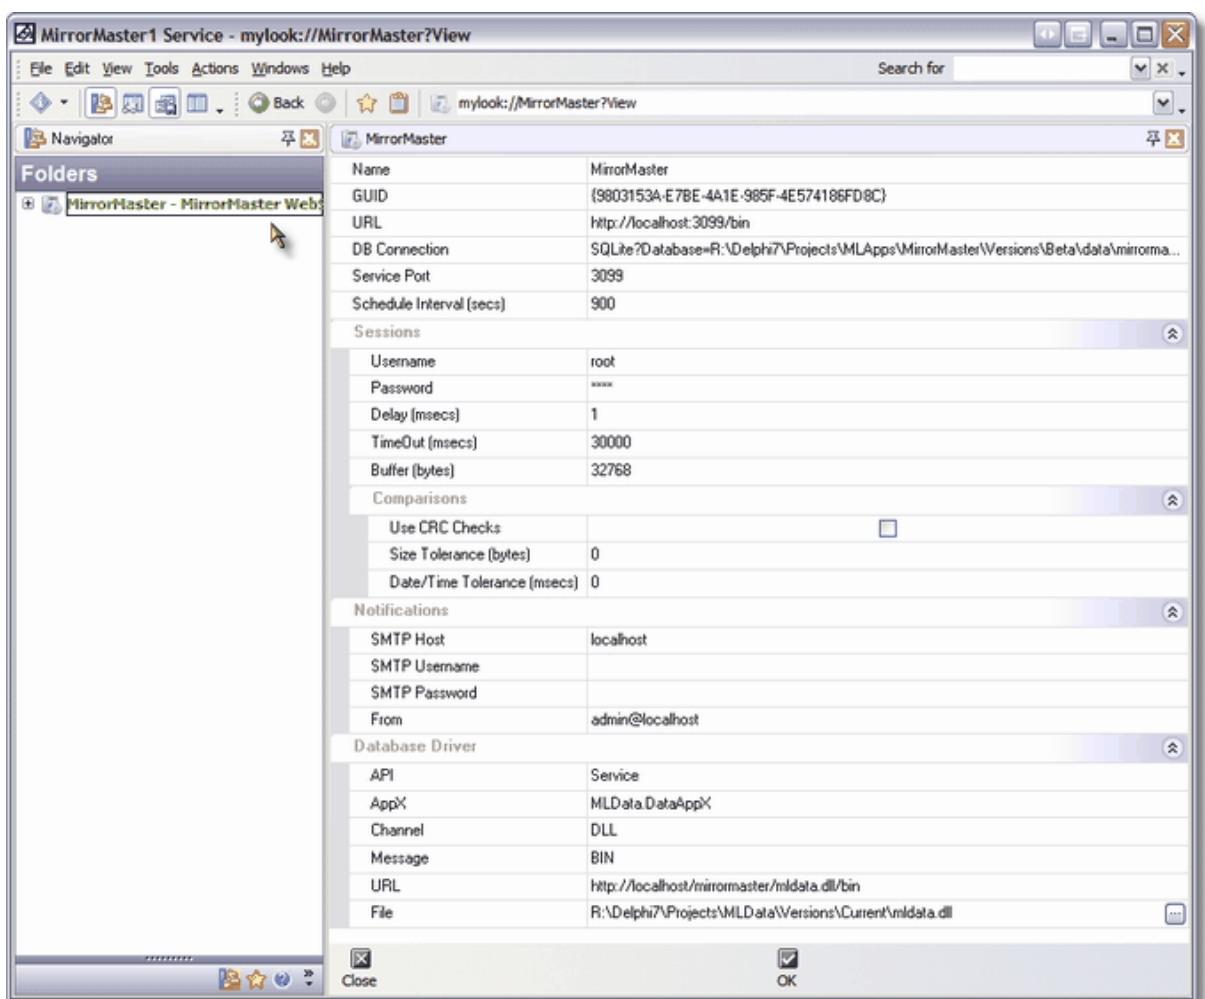 MirrorMaster1 Service - mylook://MirrorMaster?View
File Edit View Tools Actions Windows Help Search for
Back mylook://MirrorMaster?View
Navigator
MirrorMaster
Folders
MirrorMaster - MirrorMaster WebS
Name MirrorMaster
GUID {9803153A-E7BE-4A1E-985F-4E574186FD8C}
URL http://localhost:3099/bin
DB Connection SQLite?Database=R:\Delphi7\Projects\MLApps\MirrorMaster\Versions\Beta\data\mirrorma...
Service Port 3099
Schedule Interval (secs) 900
Sessions
Username root
Password ****
Delay (msecs) 1
TimeOut (msecs) 30000
Buffer (bytes) 32768
Comparisons
Use CRC Checks
Size Tolerance (bytes) 0
Date/Time Tolerance (msecs) 0
Notifications
SMTP Host localhost
SMTP Username
SMTP Password
From admin@localhost
Database Driver
API Service
AppX MLData.DataAppX
Channel DLL
Message BIN
URL http://localhost/mirrormaster/mldata.dll/bin
File R:\Delphi7\Projects\MLData\Versions\Current\mldata.dll
...
Close OK